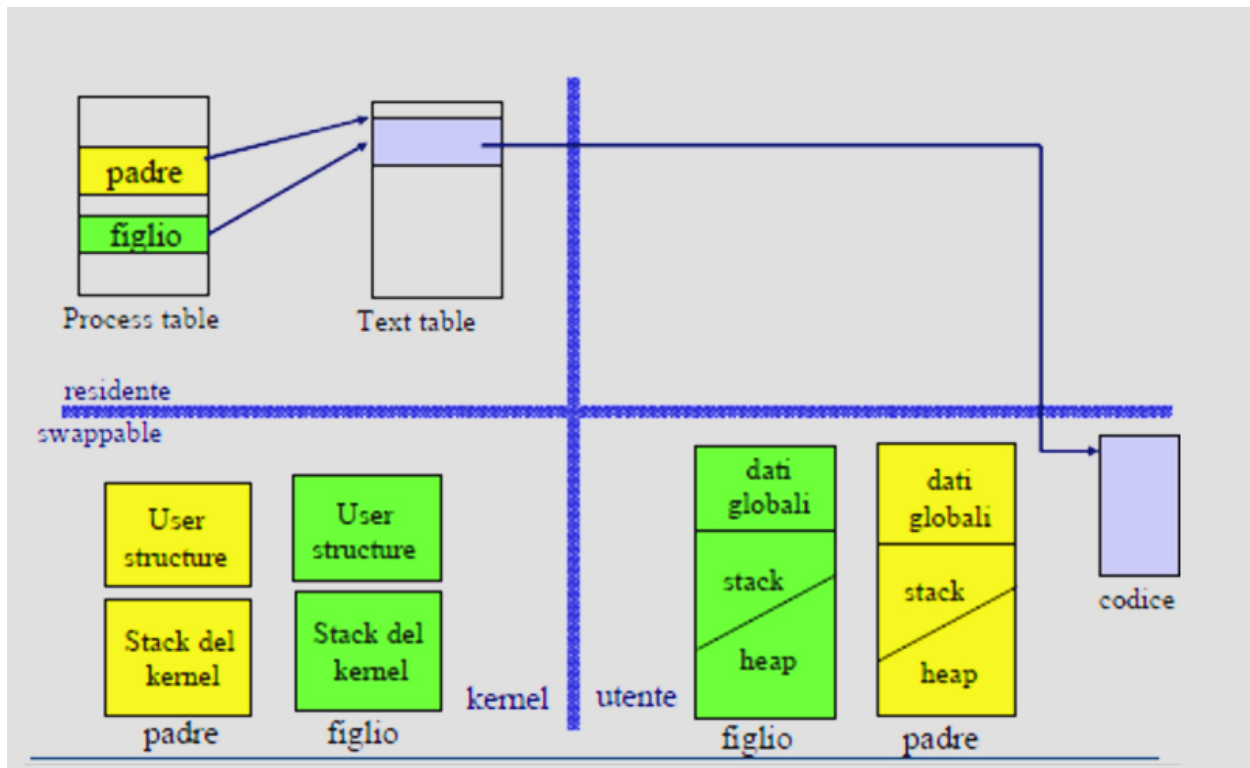 padre
figlio
Process table
Text table
residente
swappable
User
structure
Stack del
kernel
padre
User
structure
Stack del
kernel
figlio
kernel
utente
dati
globali
stack
heap
figlio
dati
globali
stack
heap
padre
codice